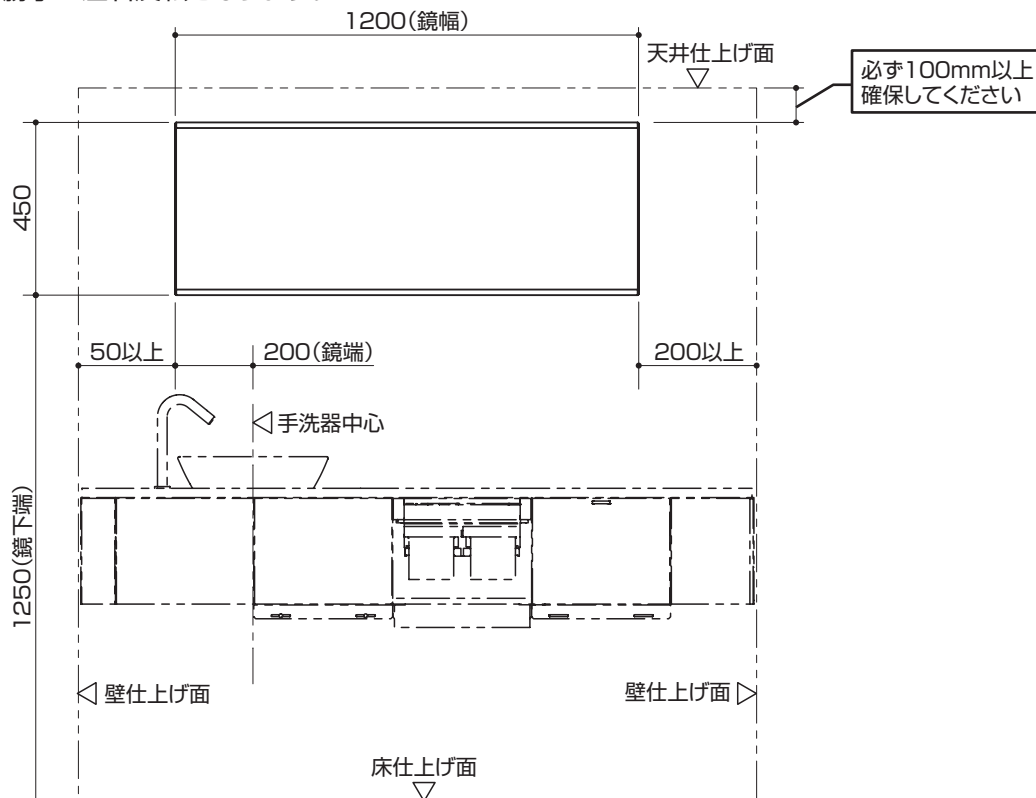 1200(鏡幅)
天井仕上げ面
必ず100mm以上
確保してください
450
50以上
200(鏡端)
200以上
手洗器中心
1250(鏡下端)
壁仕上げ面
壁仕上げ面
床仕上げ面